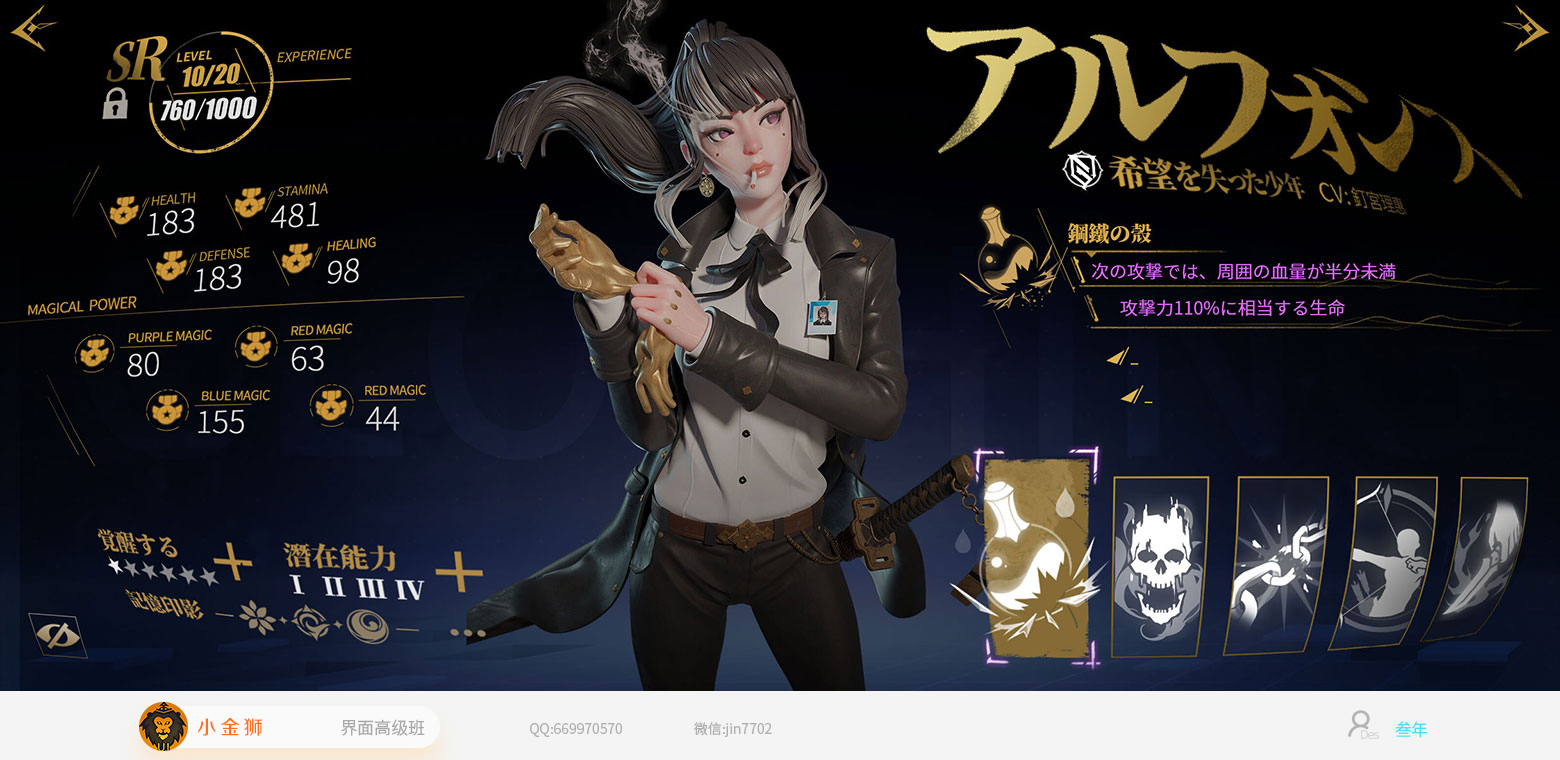 SR
LEVEL
10/20
760/1000
EXPERIENCE
HEALTH
183
STAMINA
481
DEFENSE
183
HEALING
98
MAGICAL POWER
PURPLE MAGIC
80
RED MAGIC
63
BLUE MAGIC
155
RED MAGIC
44
覚醒する
潛在能力
I II III IV
記憶印影
アルフォンス
希望を失った少年 CV:釘宮理惠
鋼鐵の殼
次の攻撃では、周囲の血量が半分未満
攻撃力110%に相当する生命
小金狮
界面高级班
QQ:669970570
微信:jin7702
Des
叁年